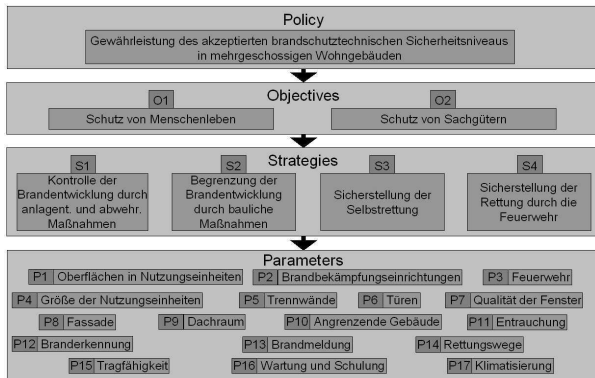 Policy
Gewährleistung des akzeptierten brandschutztechnischen Sicherheitsniveaus
in mehrgeschossigen Wohngebäuden
Objectives
O1
Schutz von Menschenleben
O2
Schutz von Sachgütern
Strategies
S1
Kontrolle der
Brandentwicklung durch
anlagent. und abwehr.
Maßnahmen
S2
Begrenzung der
Brandentwicklung
durch bauliche
Maßnahmen
S3
Sicherstellung der
Selbstrettung
S4
Sicherstellung der
Rettung durch die
Feuerwehr
Parameters
P1 Oberflächen in Nutzungseinheiten
P2 Brandbekämpfungseinrichtungen
P3 Feuerwehr
P4 Größe der Nutzungseinheiten
P5 Trennwände
P6 Türen
P7 Qualität der Fenster
P8 Fassade
P9 Dachraum
P10 Angrenzende Gebäude
P11 Entrauchung
P12 Branderkennung
P13 Brandmeldung
P14 Rettungswege
P15 Tragfähigkeit
P16 Wartung und Schulung
P17 Klimatisierung